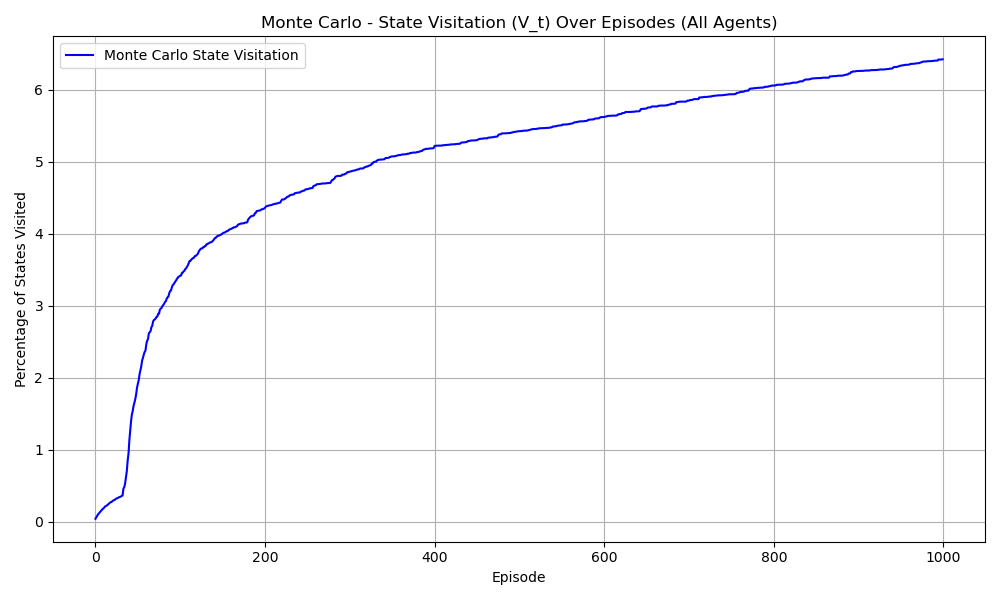 Monte Carlo - State Visitation (V_t) Over Episodes (All Agents)
Monte Carlo State Visitation
Percentage of States Visited
6
5
4
3
2
1
0
0 200 400 600 800 1000
Episode